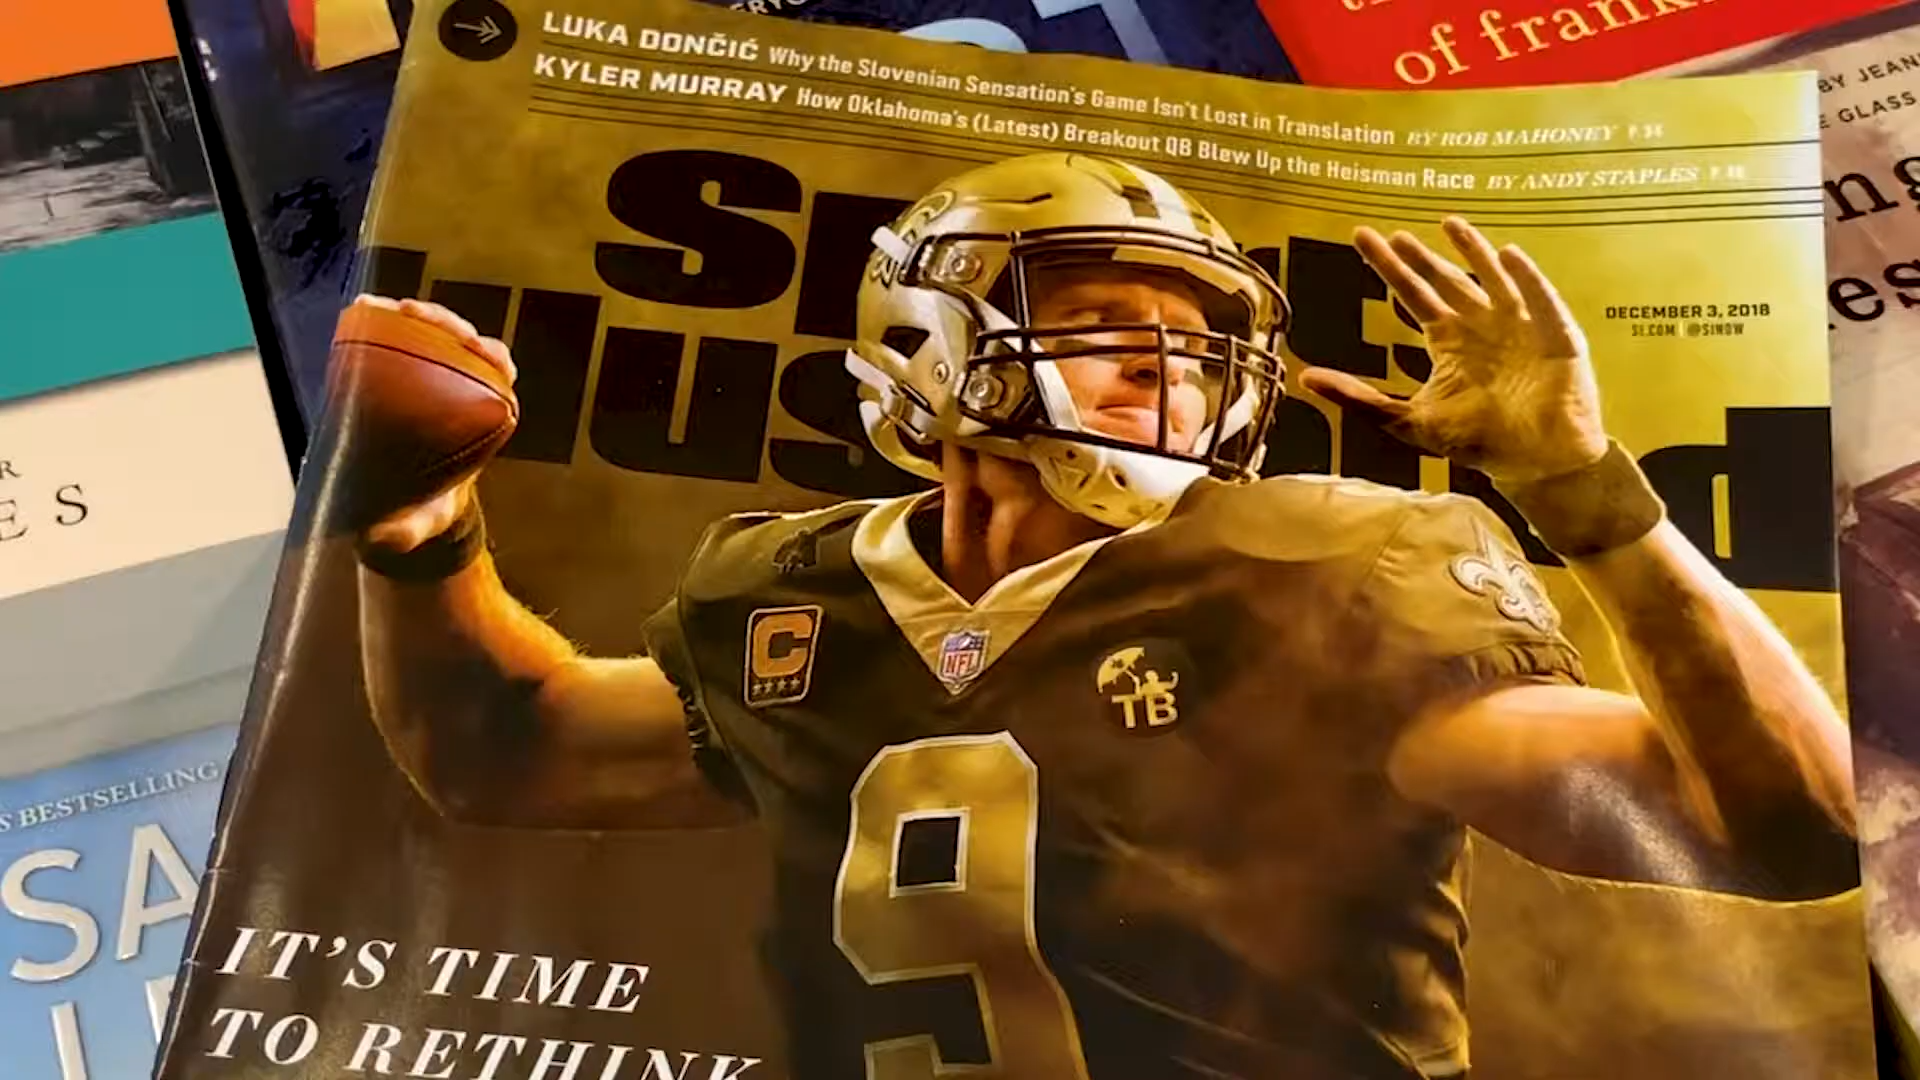 LUKA DONČIĆ Why the Slovenian Sensation's Game Isn't Lost in Translation BY ROB MAHONEY
KYLER MURRAY How Oklahoma's (Latest) Breakout QB Blew Up the Heisman Race BY ANDY STAPLES
Sports
Illustrated
DECEMBER 3, 2018
SI.COM | @SINOW
C
NFL
TB
9
IT'S TIME
TO RETHINK
of frank
BY JEAN
E GLASS
ng
es
R
ES
S BESTSELLING
SA